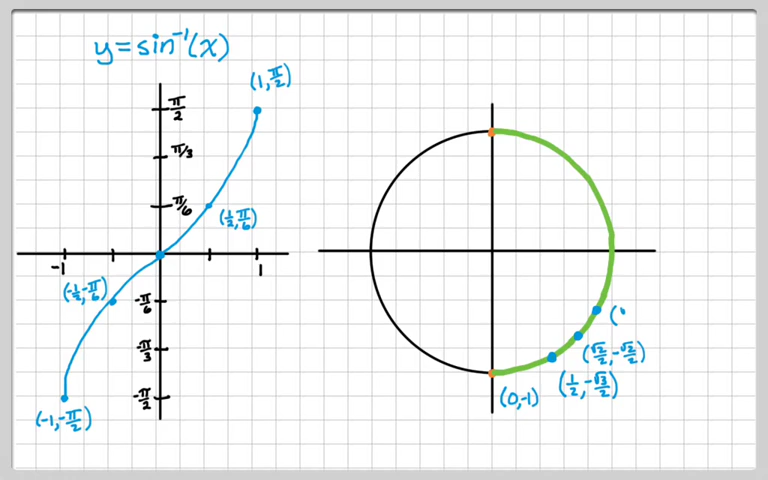 y=sin⁻¹(x)
(1, π/2)
π/2
π/3
π/6
(1/2, π/6)
-1
1
(-1/2, -π/6)
-π/6
-π/3
-π/2
(-1, -π/2)
(
(√2/2, -√2/2)
(1/2, -√3/2)
(0,-1)